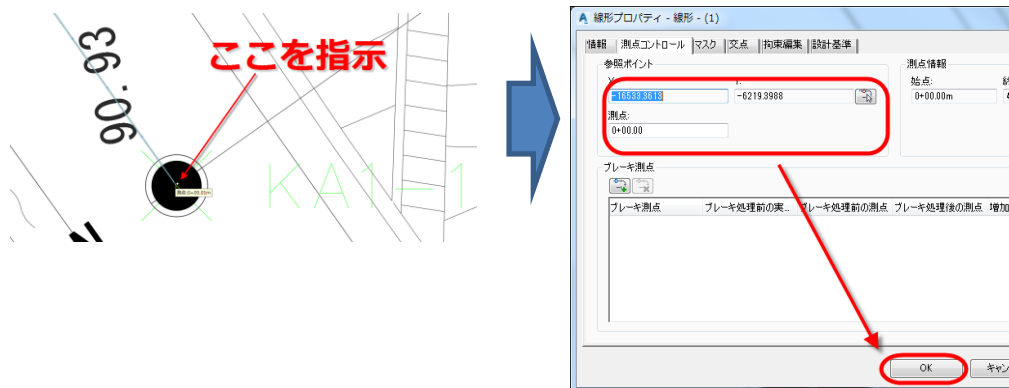 90.93
ここを指示
KA1-1
N
線形プロパティ - 線形 - (1)
情報 測点コントロール マスク 交点 拘束編集 設計基準
参照ポイント
-16533.3613 -6219.3988
測点:
0+00.00
測点情報
始点:
0+00.00m
ブレーキ測点
ブレーキ測点 ブレーキ処理前の実... ブレーキ処理前の測点 ブレーキ処理後の測点 増加
OK キャン